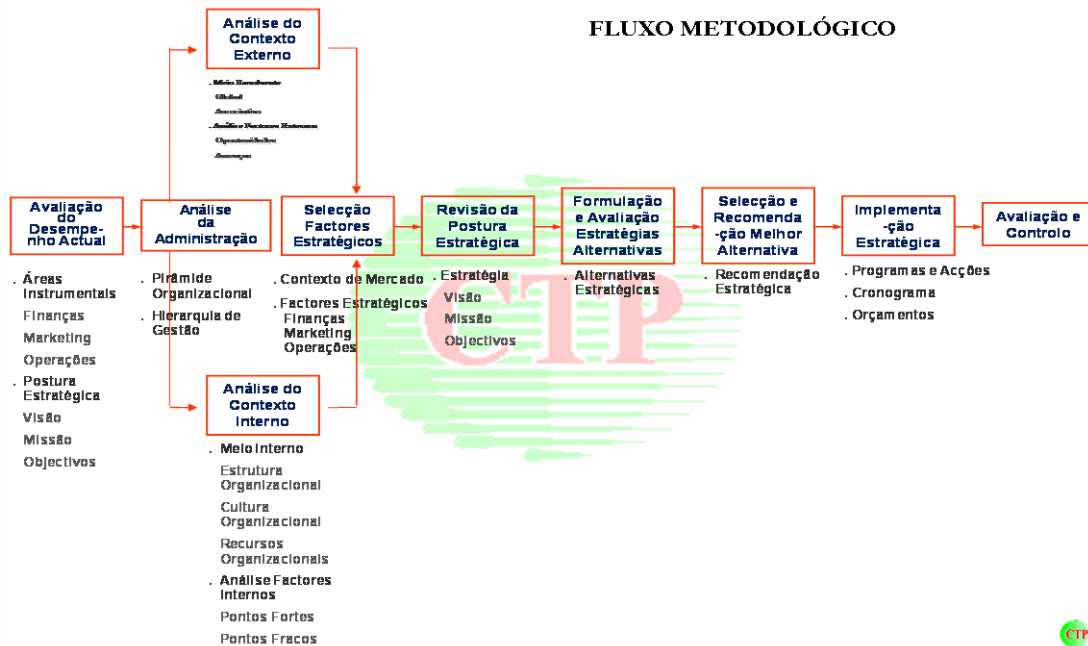 FLUXO METODOLÓGICO
Análise do
Contexto
Externo
Global
Avaliação
do
Desempe-
nho Actual
. Áreas
Instrumentais
Finanças
Marketing
Operações
. Postura
Estratégica
Visão
Missão
Objectivos
Análise
da
Administração
. Pirâmide
Organizacional
. Hierarquia de
Gestão
Análise do
Contexto
Interno
. Meio Interno
Estrutura
Organizacional
Cultura
Organizacional
Recursos
Organizacionais
. Análise Factores
Internos
Pontos Fortes
Pontos Fracos
Selecção
Factores
Estratégicos
. Contexto de Mercado
. Factores Estratégicos
Finanças
Marketing
Operações
Revisão da
Postura
Estratégica
. Estratégia
Visão
Missão
Objectivos
Formulação
e Avaliação
Estratégias
Alternativas
. Alternativas
Estratégicas
Selecção e
Recomenda
-ção Melhor
Alternativa
. Recomendação
Estratégica
Implementa
-ção
Estratégica
. Programas e Acções
. Cronograma
. Orçamentos
Avaliação e
Controlo
CTP
CTP